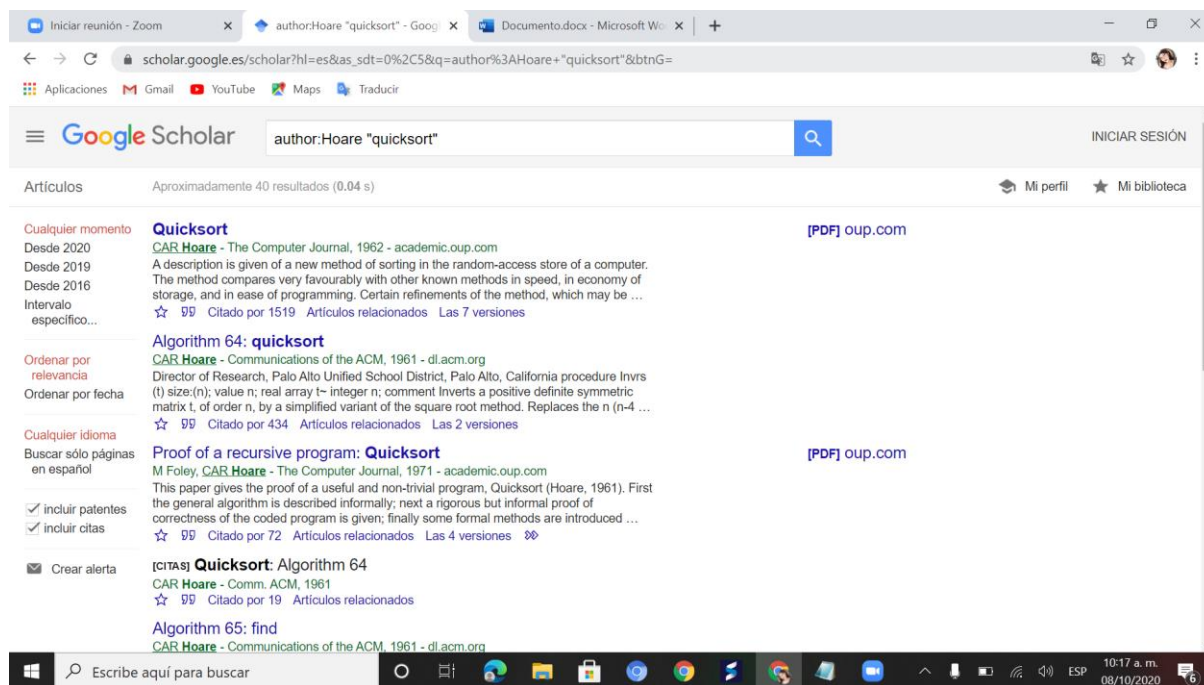 Iniciar reunión - Zoom
author:Hoare "quicksort" - Goog
Documento.docx - Microsoft Wo
scholar.google.es/scholar?hl=es&as_sdt=0%2C5&q=author%3AHoare+"quicksort"&btnG=
Aplicaciones Gmail YouTube Maps Traducir
Google Scholar
author:Hoare "quicksort"
INICIAR SESIÓN
Artículos
Aproximadamente 40 resultados (0.04 s)
Mi perfil Mi biblioteca
Cualquier momento
Desde 2020
Desde 2019
Desde 2016
Intervalo
específico...
Ordenar por
relevancia
Ordenar por fecha
Cualquier idioma
Buscar sólo páginas
en español
incluir patentes
incluir citas
Crear alerta
Quicksort
[PDF] oup.com
CAR Hoare - The Computer Journal, 1962 - academic.oup.com
A description is given of a new method of sorting in the random-access store of a computer.
The method compares very favourably with other known methods in speed, in economy of
storage, and in ease of programming. Certain refinements of the method, which may be …
Citado por 1519 Artículos relacionados Las 7 versiones
Algorithm 64: quicksort
CAR Hoare - Communications of the ACM, 1961 - dl.acm.org
Director of Research, Palo Alto Unified School District, Palo Alto, California procedure Invrs
(t) size:(n); value n; real array t~ integer n; comment Inverts a positive definite symmetric
matrix t, of order n, by a simplified variant of the square root method. Replaces the n (n-4 …
Citado por 434 Artículos relacionados Las 2 versiones
Proof of a recursive program: Quicksort
[PDF] oup.com
M Foley, CAR Hoare - The Computer Journal, 1971 - academic.oup.com
This paper gives the proof of a useful and non-trivial program, Quicksort (Hoare, 1961). First
the general algorithm is described informally; next a rigorous but informal proof of
correctness of the coded program is given; finally some formal methods are introduced …
Citado por 72 Artículos relacionados Las 4 versiones
[CITAS] Quicksort: Algorithm 64
CAR Hoare - Comm. ACM, 1961
Citado por 19 Artículos relacionados
Algorithm 65: find
CAR Hoare - Communications of the ACM, 1961 - dl.acm.org
Escribe aquí para buscar
ESP
10:17 a. m.
08/10/2020
6